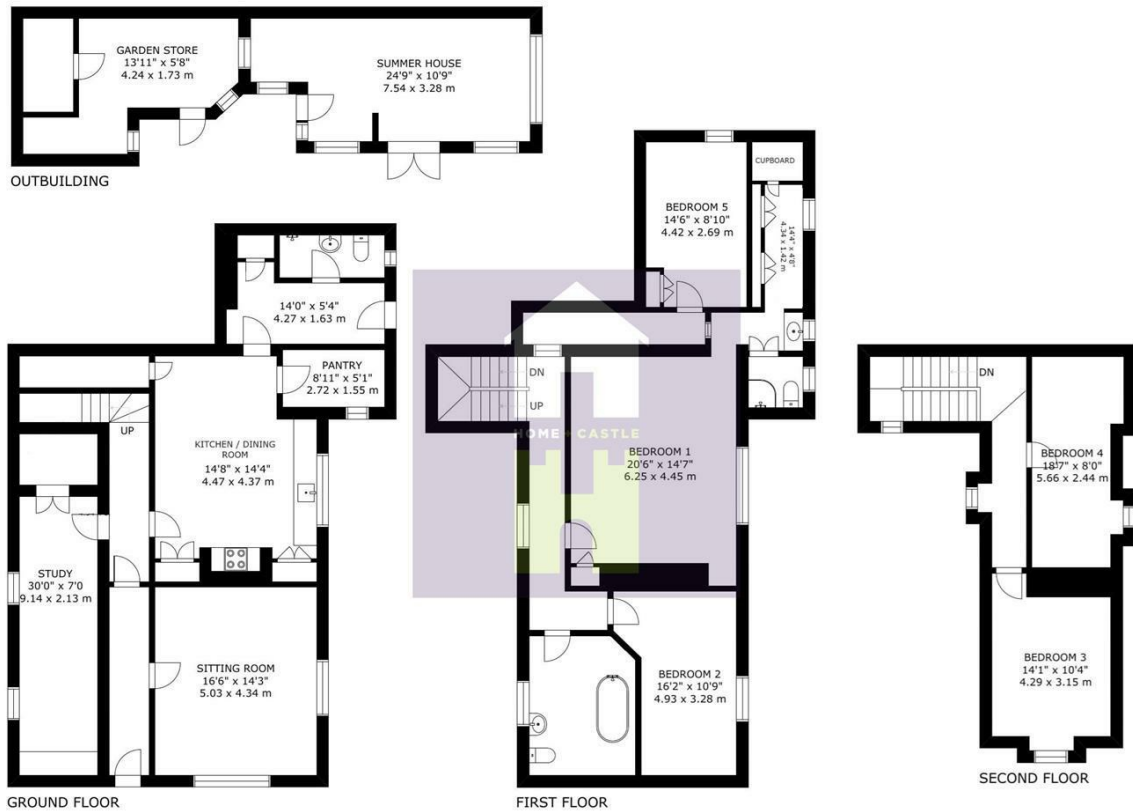 GARDEN STORE
13'11" x 5'8"
4.24 x 1.73 m
SUMMER HOUSE
24'9" x 10'9"
7.54 x 3.28 m
OUTBUILDING
14'0" x 5'4"
4.27 x 1.63 m
PANTRY
8'11" x 5'1"
2.72 x 1.55 m
UP
KITCHEN / DINING
ROOM
14'8" x 14'4"
4.47 x 4.37 m
STUDY
30'0" x 7'0
9.14 x 2.13 m
SITTING ROOM
16'6" x 14'3"
5.03 x 4.34 m
GROUND FLOOR
CUPBOARD
BEDROOM 5
14'6" x 8'10"
4.42 x 2.69 m
14'4" x 4'8"
4.34 x 1.42 m
DN
UP
HOME CASTLE
BEDROOM 1
20'6" x 14'7"
6.25 x 4.45 m
BEDROOM 2
16'2" x 10'9"
4.93 x 3.28 m
FIRST FLOOR
DN
BEDROOM 4
18'7" x 8'0"
5.66 x 2.44 m
BEDROOM 3
14'1" x 10'4"
4.29 x 3.15 m
SECOND FLOOR